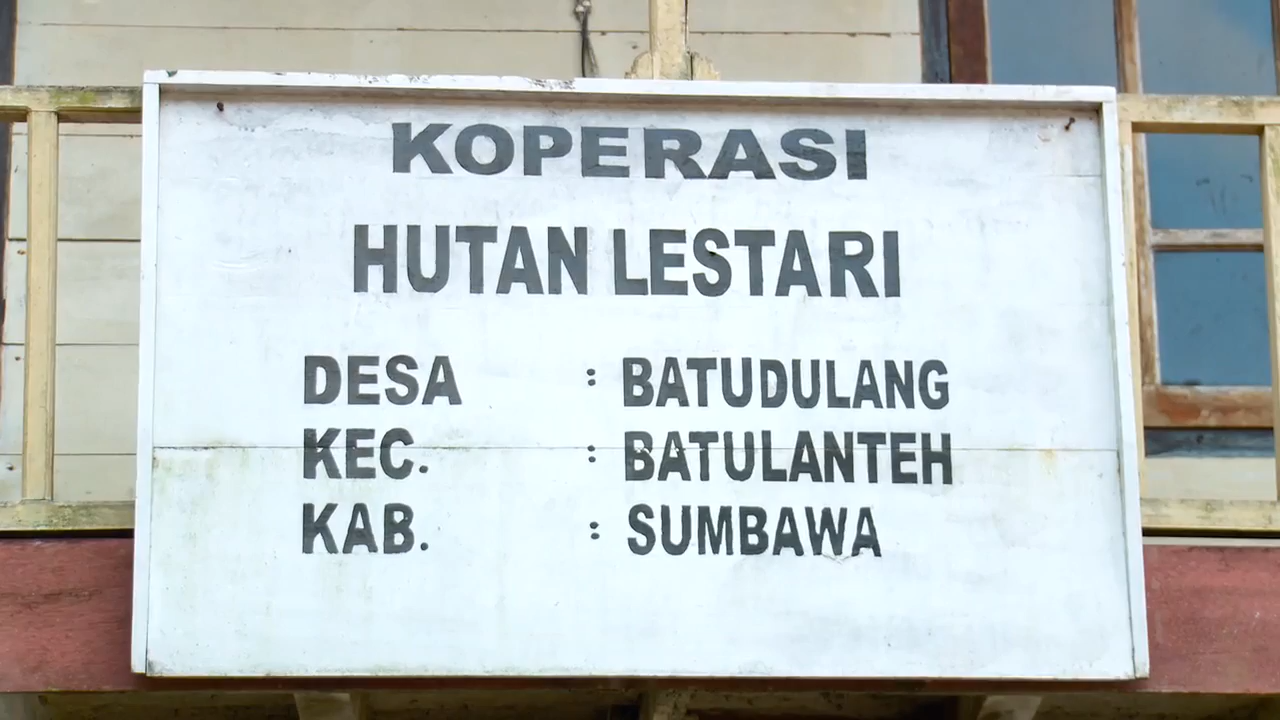 KOPERASI
HUTAN LESTARI
DESA : BATUDULANG
KEC. : BATULANTEH
KAB. : SUMBAWA